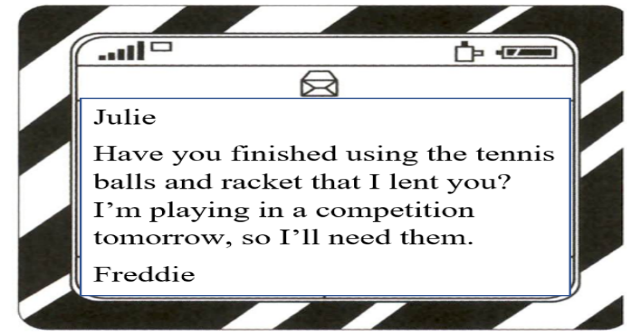 Julie
Have you finished using the tennis
balls and racket that I lent you?
I'm playing in a competition
tomorrow, so I'll need them.
Freddie